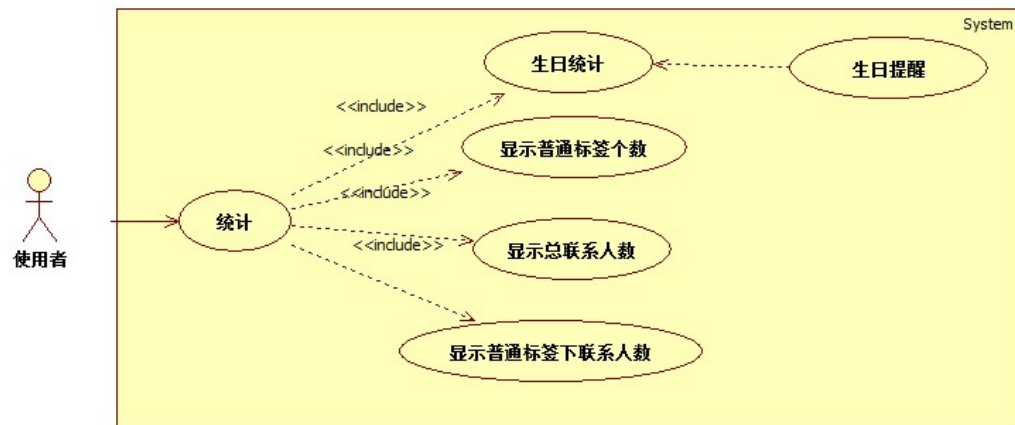 System
生日统计
生日提醒
<<include>>
<<include>>
显示普通标签个数
<<include>>
统计
<<include>>
显示总联系人数
使用者
显示普通标签下联系人数